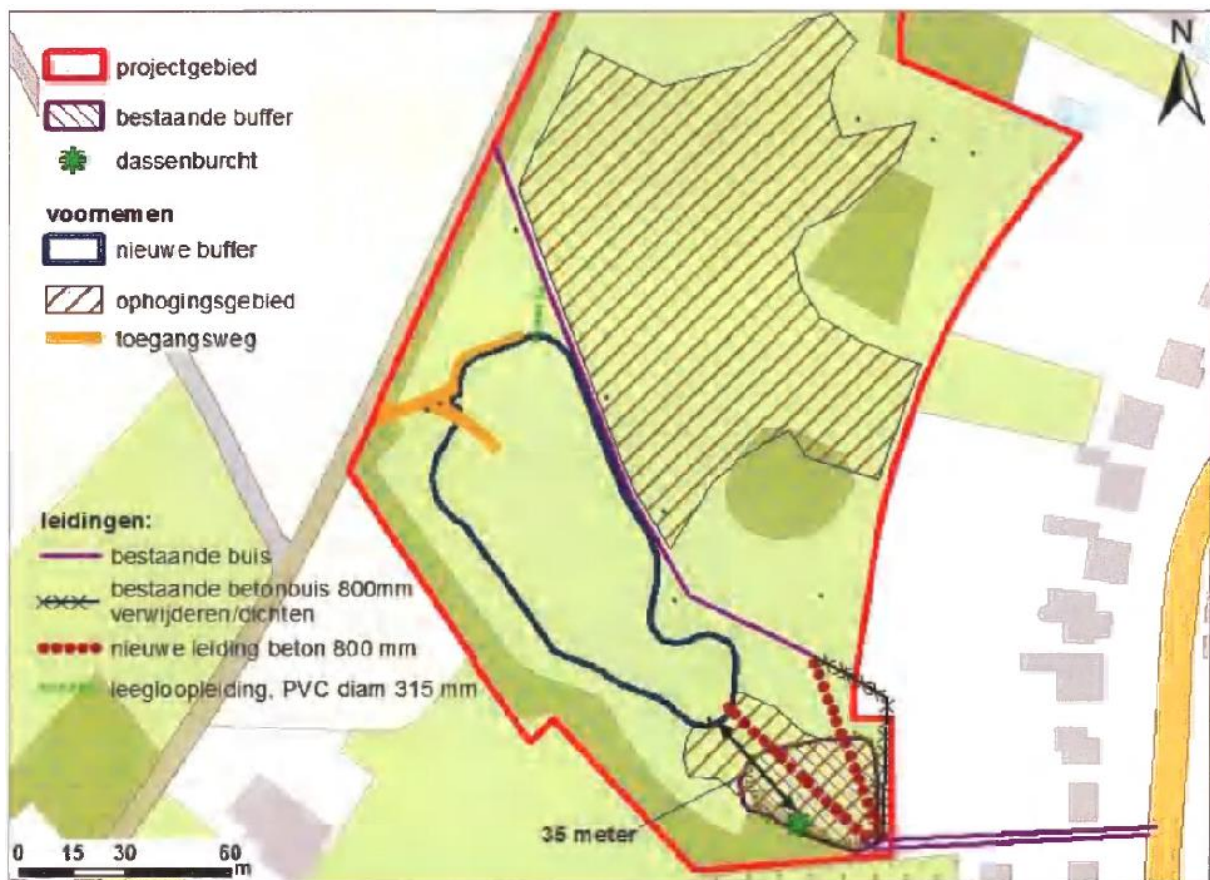 N
projectgebied
bestaande buffer
dassenburcht
voornemen
nieuwe buffer
ophogingsgebied
toegangsweg
leidingen:
bestaande buis
bestaande betonbuis 800mm
verwijderen/dichten
nieuwe leiding beton 800 mm
leegloopleiding, PVC diam 315 mm
35 meter
0 15 30 60
m